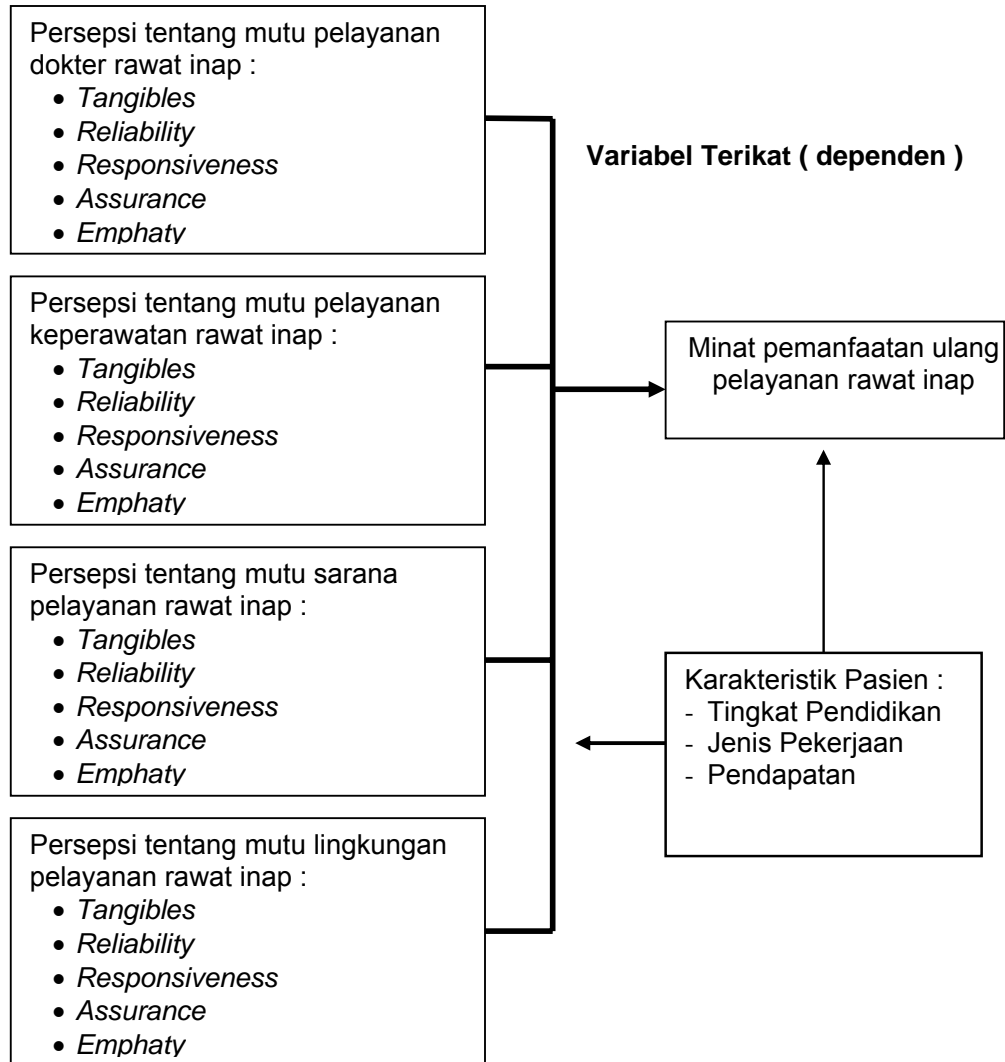 Persepsi tentang mutu pelayanan
dokter rawat inap :
• Tangibles
• Reliability
• Responsiveness
• Assurance
• Emphaty
Variabel Terikat ( dependen )
Persepsi tentang mutu pelayanan
keperawatan rawat inap :
• Tangibles
• Reliability
• Responsiveness
• Assurance
• Emphaty
Minat pemanfaatan ulang
pelayanan rawat inap
Persepsi tentang mutu sarana
pelayanan rawat inap :
• Tangibles
• Reliability
• Responsiveness
• Assurance
• Emphaty
Karakteristik Pasien :
- Tingkat Pendidikan
- Jenis Pekerjaan
- Pendapatan
Persepsi tentang mutu lingkungan
pelayanan rawat inap :
• Tangibles
• Reliability
• Responsiveness
• Assurance
• Emphaty